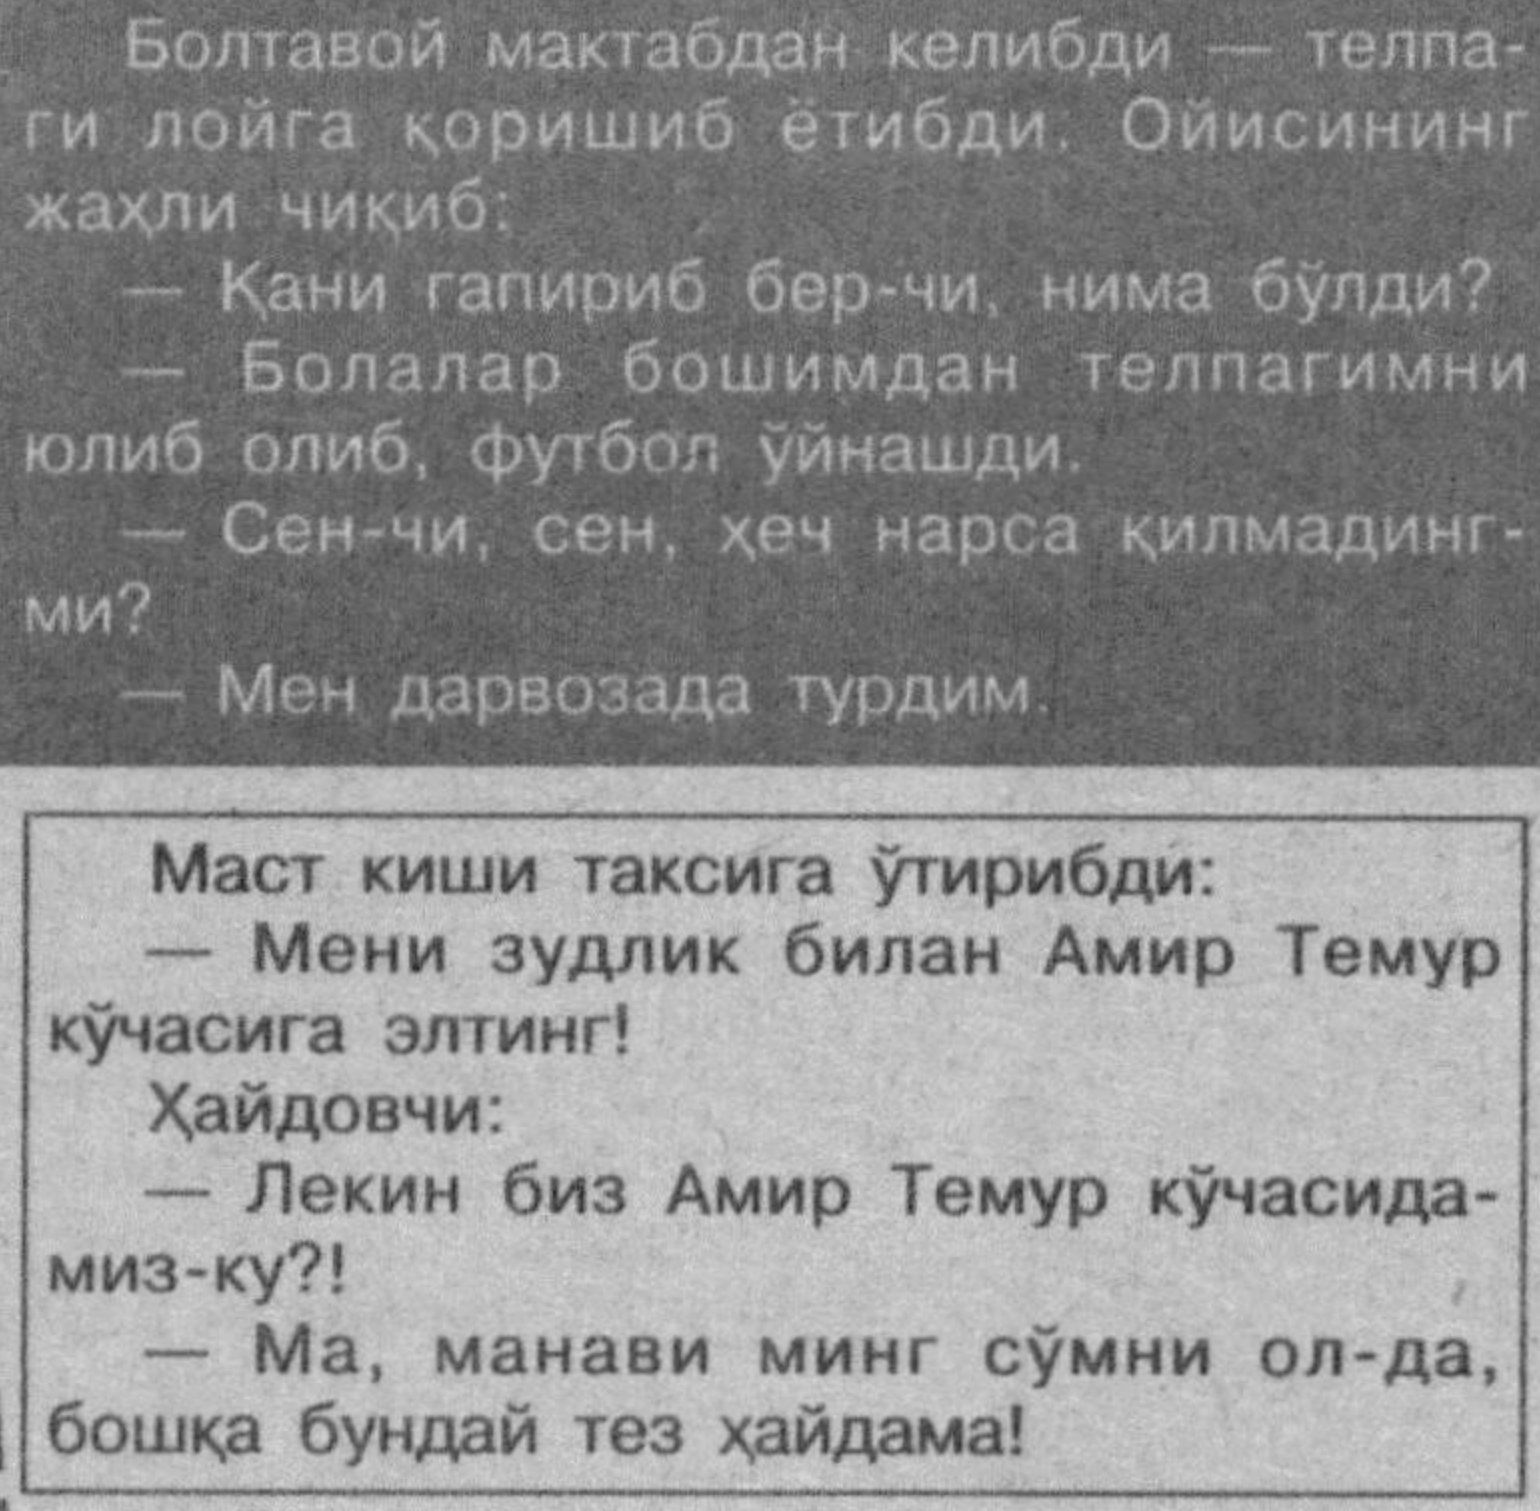 Болтавой мактабдан келибди — телпа-
ги лойга қоришиб ётибди. Ойисининг
жаҳли чиқиб:
— Қани гапириб бер-чи, нима бўлди?
— Болалар бошимдан телпагимни
юлиб олиб, футбол ўйнашди.
— Сен-чи, сен, ҳеч нарса қилмадинг-
ми?
— Мен дарвозада турдим.
Маст киши таксига ўтирибди:
— Мени зудлик билан Амир Темур
кўчасига элтинг!
Ҳайдовчи:
— Лекин биз Амир Темур кўчасида-
миз-ку?!
— Ма, манави минг сўмни ол-да,
бошқа бундай тез ҳайдама!